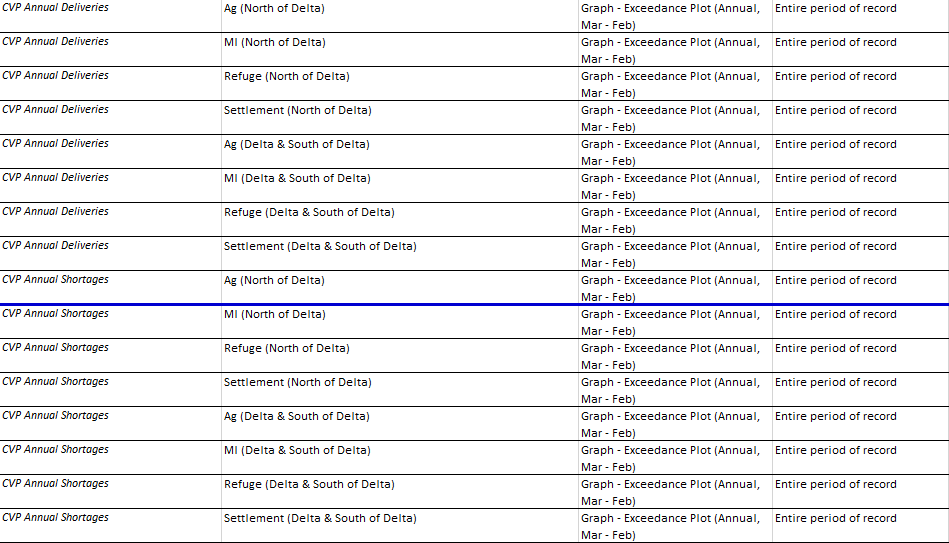 CVP Annual Deliveries Ag (North of Delta) Graph - Exceedance Plot (Annual, Entire period of record
Mar - Feb)
CVP Annual Deliveries MI (North of Delta) Graph - Exceedance Plot (Annual, Entire period of record
Mar - Feb)
CVP Annual Deliveries Refuge (North of Delta) Graph - Exceedance Plot (Annual, Entire period of record
Mar - Feb)
CVP Annual Deliveries Settlement (North of Delta) Graph - Exceedance Plot (Annual, Entire period of record
Mar - Feb)
CVP Annual Deliveries Ag (Delta & South of Delta) Graph - Exceedance Plot (Annual, Entire period of record
Mar - Feb)
CVP Annual Deliveries MI (Delta & South of Delta) Graph - Exceedance Plot (Annual, Entire period of record
Mar - Feb)
CVP Annual Deliveries Refuge (Delta & South of Delta) Graph - Exceedance Plot (Annual, Entire period of record
Mar - Feb)
CVP Annual Deliveries Settlement (Delta & South of Delta) Graph - Exceedance Plot (Annual, Entire period of record
Mar - Feb)
CVP Annual Shortages Ag (North of Delta) Graph - Exceedance Plot (Annual, Entire period of record
Mar - Feb)
CVP Annual Shortages MI (North of Delta) Graph - Exceedance Plot (Annual, Entire period of record
Mar - Feb)
CVP Annual Shortages Refuge (North of Delta) Graph - Exceedance Plot (Annual, Entire period of record
Mar - Feb)
CVP Annual Shortages Settlement (North of Delta) Graph - Exceedance Plot (Annual, Entire period of record
Mar - Feb)
CVP Annual Shortages Ag (Delta & South of Delta) Graph - Exceedance Plot (Annual, Entire period of record
Mar - Feb)
CVP Annual Shortages MI (Delta & South of Delta) Graph - Exceedance Plot (Annual, Entire period of record
Mar - Feb)
CVP Annual Shortages Refuge (Delta & South of Delta) Graph - Exceedance Plot (Annual, Entire period of record
Mar - Feb)
CVP Annual Shortages Settlement (Delta & South of Delta) Graph - Exceedance Plot (Annual, Entire period of record
Mar - Feb)